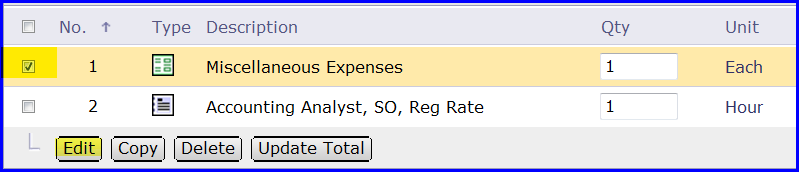 No. ↑ Type Description Qty Unit
1 Miscellaneous Expenses 1 Each
2 Accounting Analyst, SO, Reg Rate 1 Hour
Edit Copy Delete Update Total